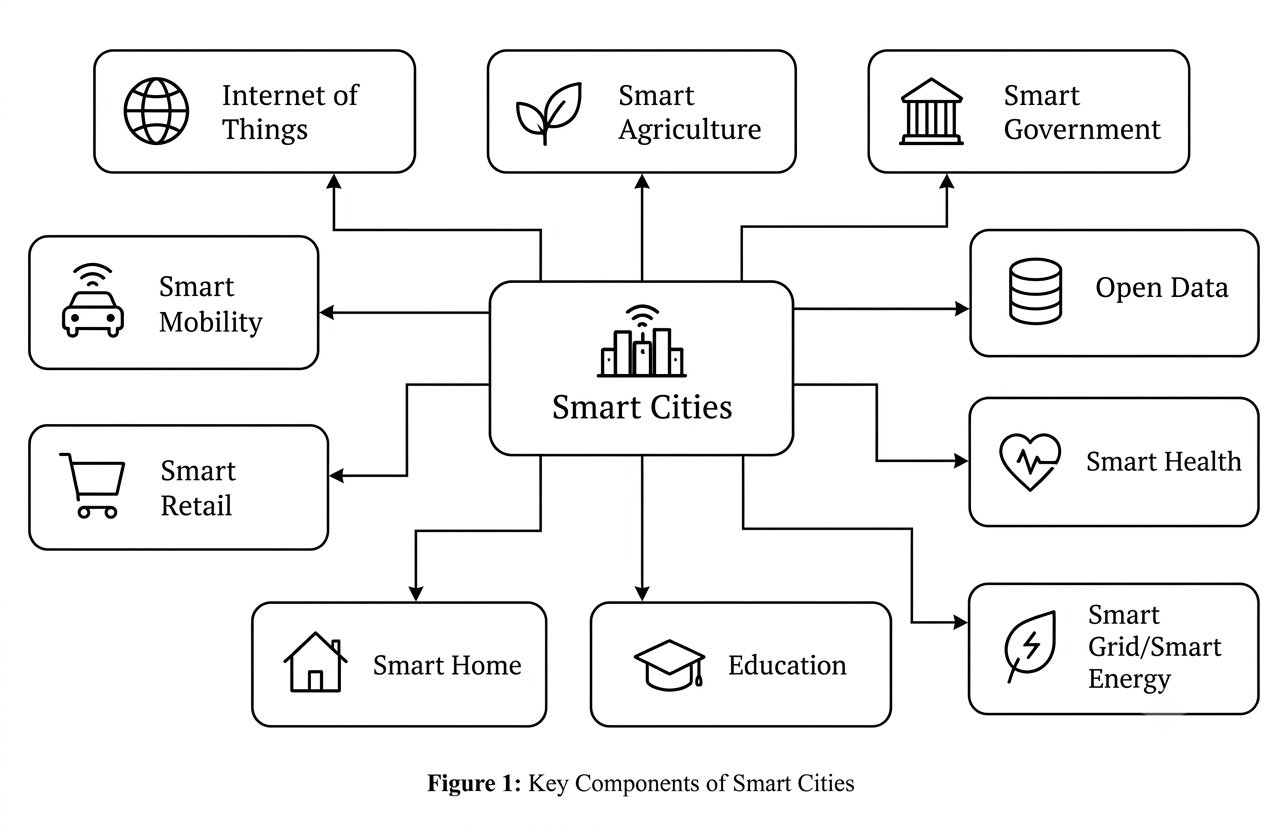 Internet of
Things
Smart
Agriculture
Smart
Government
Smart
Mobility
Open Data
Smart Cities
Smart
Retail
Smart Health
Smart Home
Education
Smart
Grid/Smart
Energy
Figure 1: Key Components of Smart Cities